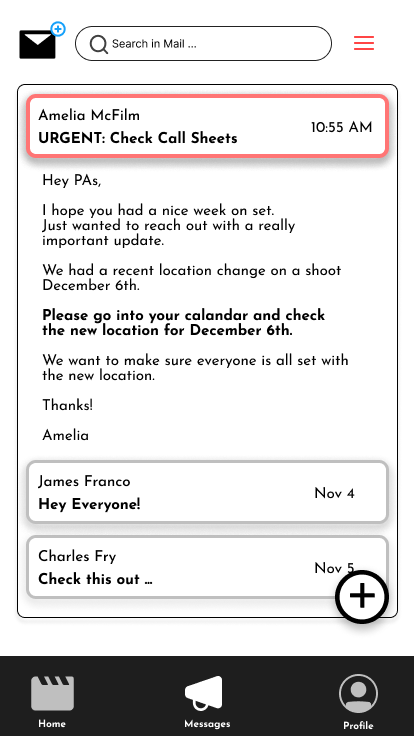 Search in Mail ...
Amelia McFilm
10:55 AM
URGENT: Check Call Sheets
Hey PAs,
I hope you had a nice week on set.
Just wanted to reach out with a really
important update.
We had a recent location change on a shoot
December 6th.
Please go into your calandar and check
the new location for December 6th.
We want to make sure everyone is all set with
the new location.
Thanks!
Amelia
James Franco
Nov 4
Hey Everyone!
Charles Fry
Nov 5
Check this out ...
Home
Messages
Profile